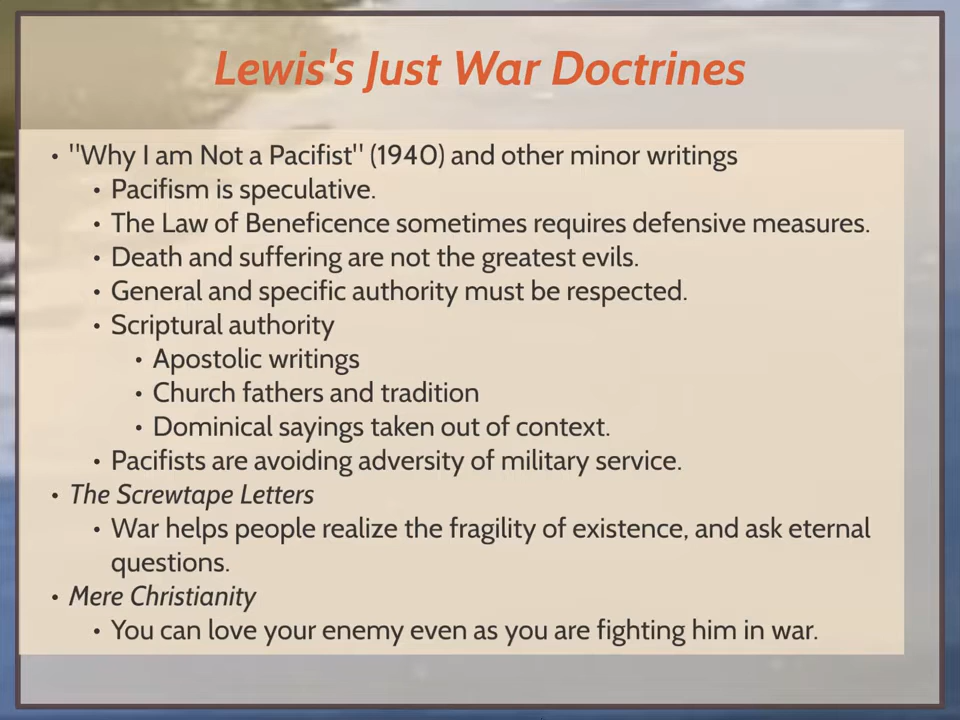 Lewis's Just War Doctrines
• "Why I am Not a Pacifist" (1940) and other minor writings
• Pacifism is speculative.
• The Law of Beneficence sometimes requires defensive measures.
• Death and suffering are not the greatest evils.
• General and specific authority must be respected.
• Scriptural authority
• Apostolic writings
• Church fathers and tradition
• Dominical sayings taken out of context.
• Pacifists are avoiding adversity of military service.
• The Screwtape Letters
• War helps people realize the fragility of existence, and ask eternal
questions.
• Mere Christianity
• You can love your enemy even as you are fighting him in war.